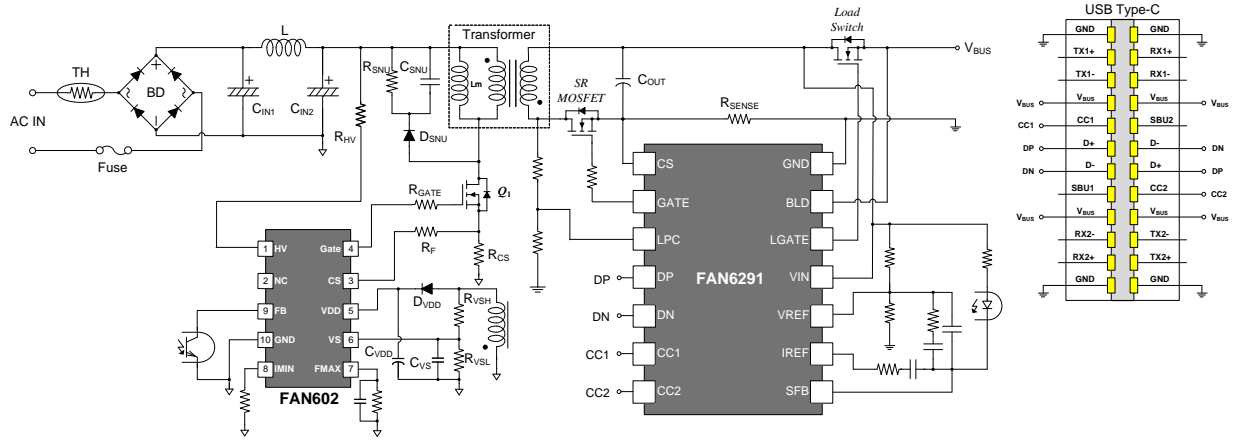 TH
BD
AC IN
Fuse
L
C_IN1
C_IN2
R_HV
R_SNU
C_SNU
D_SNU
Transformer
Lm
Q1
R_GATE
R_F
R_CS
1 HV
Gate 4
2 NC
CS 3
9 FB
VDD 5
10 GND
VS 6
8 IMIN
FMAX 7
FAN602
D_VDD
R_VSH
C_VDD
C_VS
R_VSL
C_OUT
SR
MOSFET
R_SENSE
Load
Switch
V_BUS
CS
GND
GATE
BLD
LPC
LGATE
DP
DP
FAN6291
VIN
DN
DN
VREF
CC1
CC1
IREF
CC2
CC2
SFB
USB Type-C
GND
GND
TX1+
RX1+
TX1-
RX1-
V_BUS
V_BUS
V_BUS
V_BUS
CC1
CC1
SBU2
DP
D+
D-
DN
DN
D-
D+
DP
SBU1
CC2
CC2
V_BUS
V_BUS
V_BUS
V_BUS
RX2-
TX2-
RX2+
TX2+
GND
GND